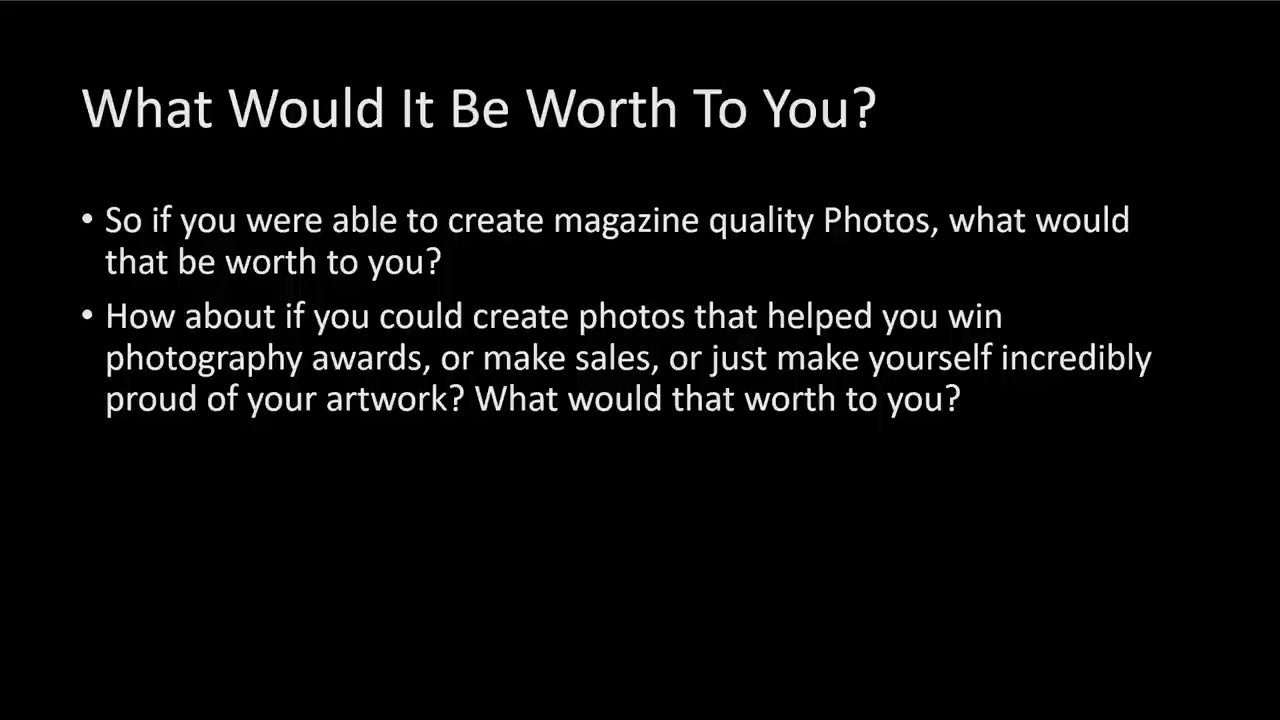 What Would It Be Worth To You?
• So if you were able to create magazine quality Photos, what would
that be worth to you?
• How about if you could create photos that helped you win
photography awards, or make sales, or just make yourself incredibly
proud of your artwork? What would that worth to you?